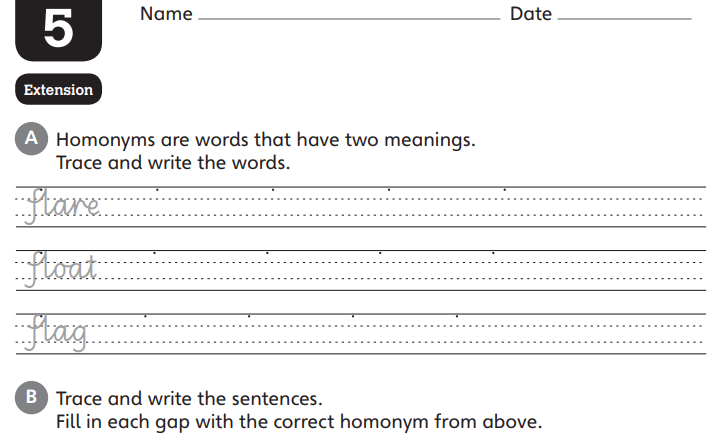 5
Name Date
Extension
A Homonyms are words that have two meanings.
Trace and write the words.
flare
float
flag
B Trace and write the sentences.
Fill in each gap with the correct homonym from above.